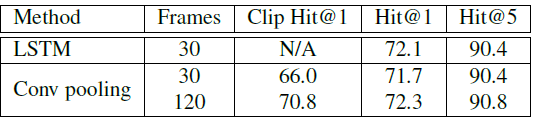 Method Frames Clip Hit@1 Hit@1 Hit@5
LSTM 30 N/A 72.1 90.4
Conv pooling 30 66.0 71.7 90.4
120 70.8 72.3 90.8